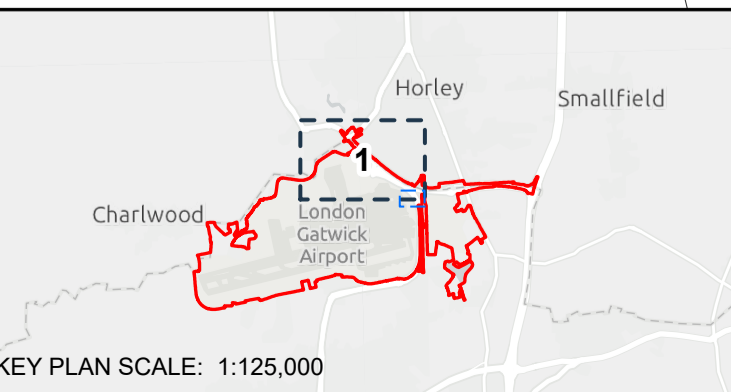 Horley
Smallfield
1
Charlwood
London
Gatwick
Airport
KEY PLAN SCALE: 1:125,000